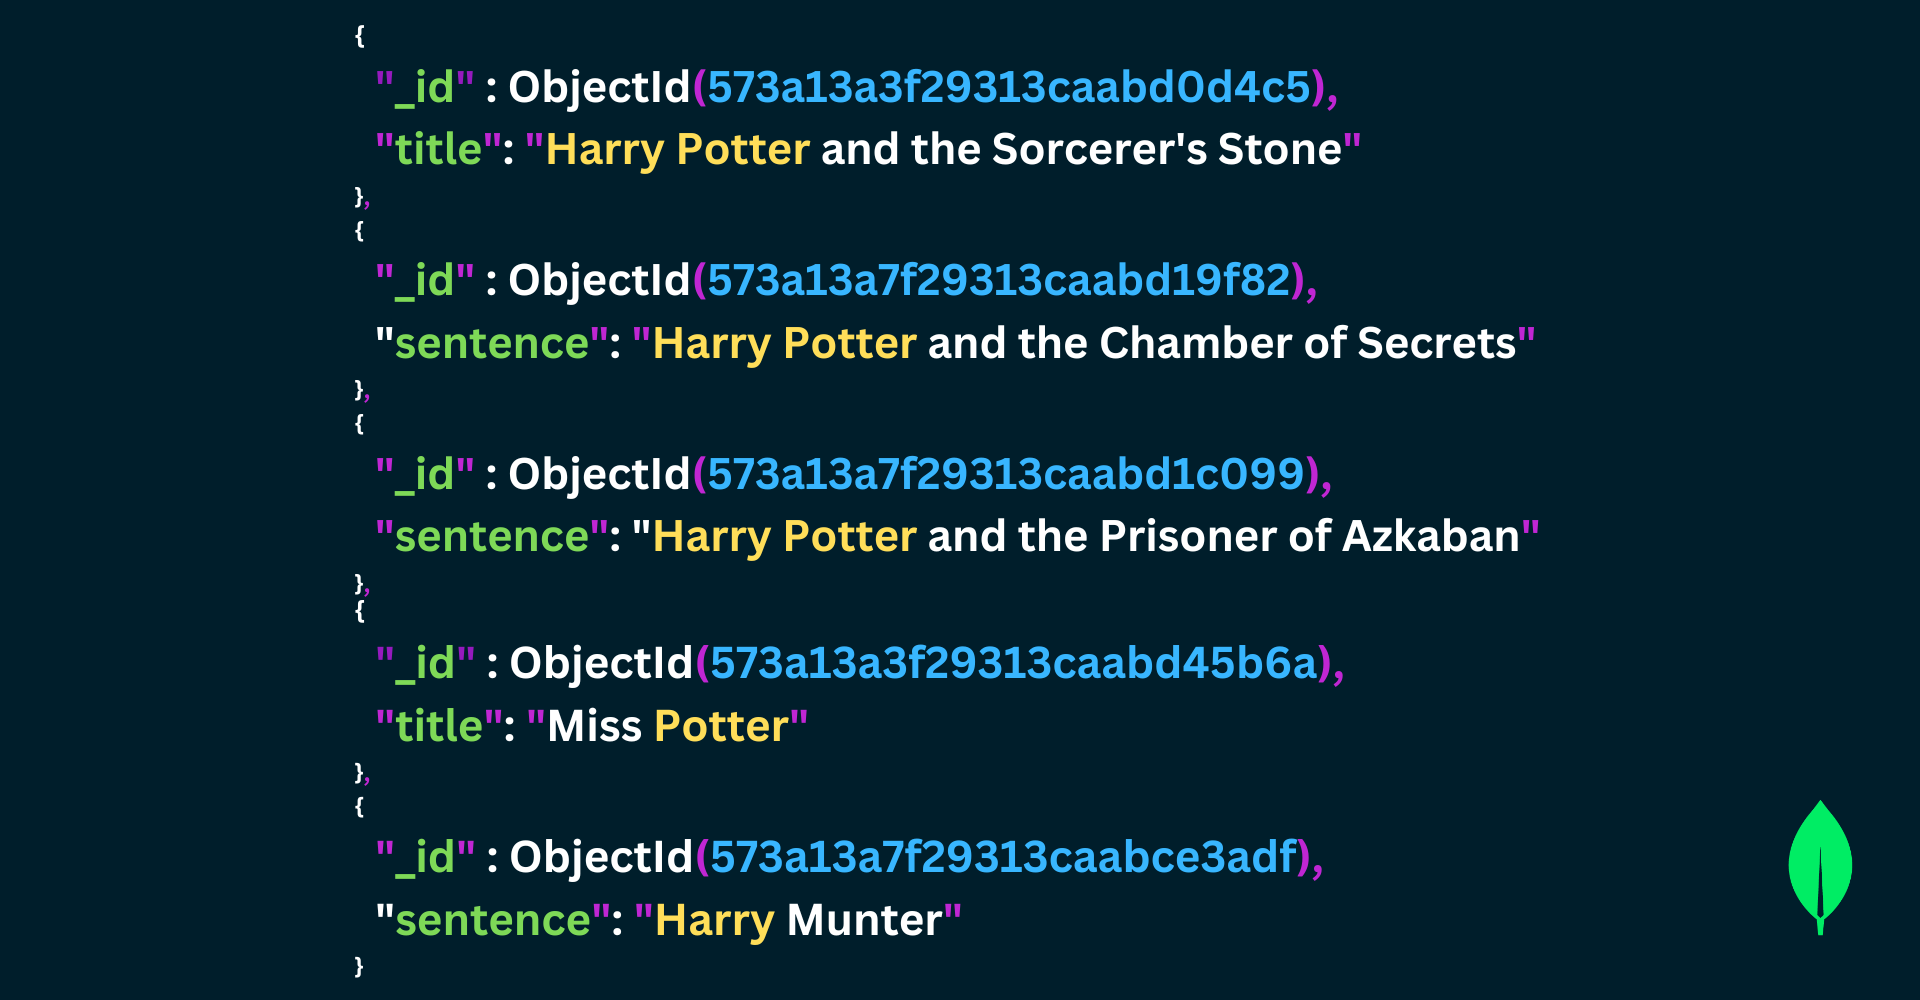 {
"_id" : ObjectId(573a13a3f29313caabd0d4c5),
"title": "Harry Potter and the Sorcerer's Stone"
},
{
"_id" : ObjectId(573a13a7f29313caabd19f82),
"sentence": "Harry Potter and the Chamber of Secrets"
},
{
"_id" : ObjectId(573a13a7f29313caabd1c099),
"sentence": "Harry Potter and the Prisoner of Azkaban"
},
{
"_id" : ObjectId(573a13a3f29313caabd45b6a),
"title": "Miss Potter"
},
{
"_id" : ObjectId(573a13a7f29313caabce3adf),
"sentence": "Harry Munter"
}